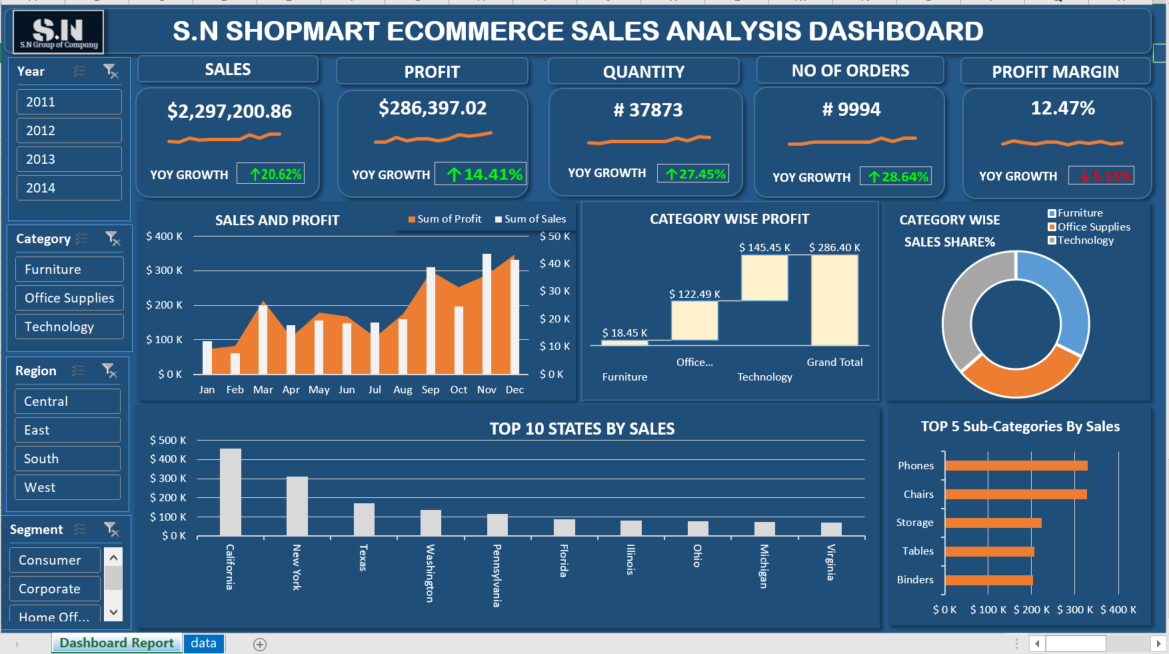 S.N
S.N Group of Company
S.N SHOPMART ECOMMERCE SALES ANALYSIS DASHBOARD
Year
2011
2012
2013
2014
Category
Furniture
Office Supplies
Technology
Region
Central
East
South
West
Segment
Consumer
Corporate
Home Off...
SALES
$2,297,200.86
YOY GROWTH ↑20.62%
PROFIT
$286,397.02
YOY GROWTH ↑14.41%
QUANTITY
# 37873
YOY GROWTH ↑27.45%
NO OF ORDERS
# 9994
YOY GROWTH ↑28.64%
PROFIT MARGIN
12.47%
YOY GROWTH ↓5.15%
SALES AND PROFIT
Sum of Profit Sum of Sales
$ 400 K
$ 300 K
$ 200 K
$ 100 K
$ 0 K
$ 50 K
$ 40 K
$ 30 K
$ 20 K
$ 10 K
$ 0 K
Jan Feb Mar Apr May Jun Jul Aug Sep Oct Nov Dec
CATEGORY WISE PROFIT
$ 145.45 K $ 286.40 K
$ 122.49 K
$ 18.45 K
Furniture
Office...
Technology
Grand Total
CATEGORY WISE
SALES SHARE%
Furniture
Office Supplies
Technology
TOP 10 STATES BY SALES
$ 500 K
$ 400 K
$ 300 K
$ 200 K
$ 100 K
$ 0 K
California
New York
Texas
Washington
Pennsylvania
Florida
Illinois
Ohio
Michigan
Virginia
TOP 5 Sub-Categories By Sales
Phones
Chairs
Storage
Tables
Binders
$ 0 K $ 100 K $ 200 K $ 300 K $ 400 K
Dashboard Report data